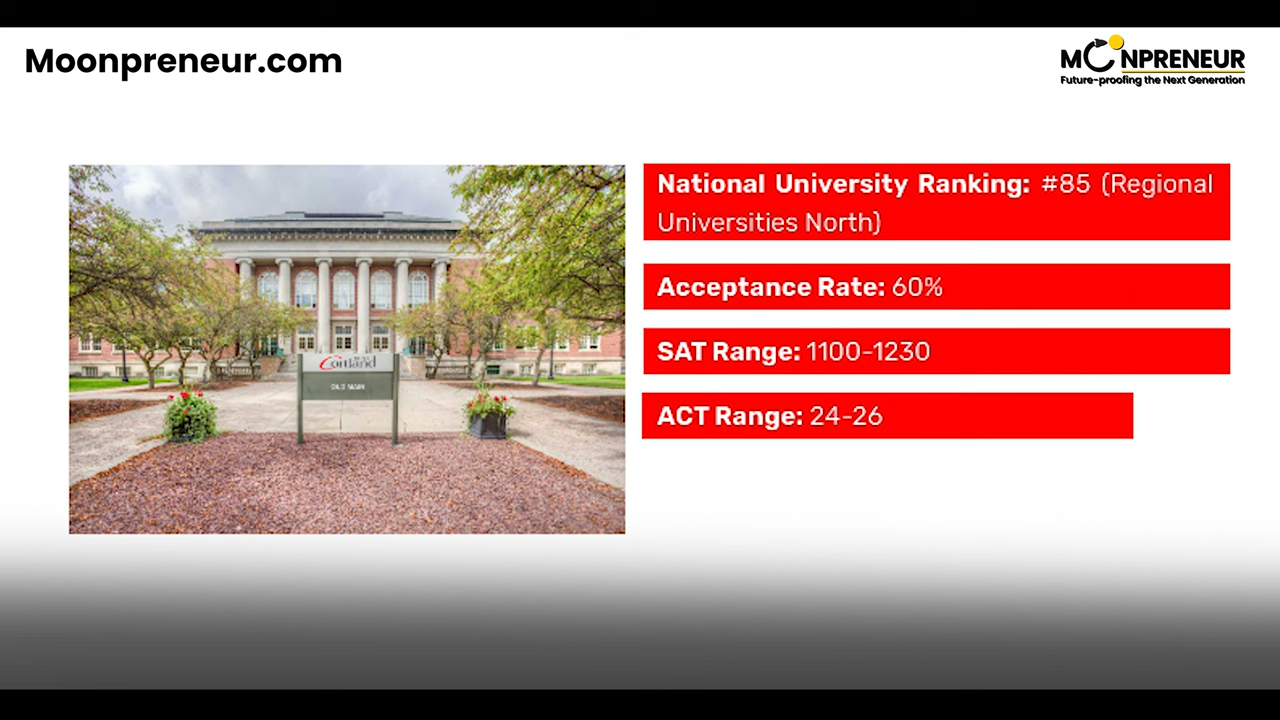 Moonpreneur.com
MOONPRENEUR
Future-proofing the Next Generation
National University Ranking: #85 (Regional
Universities North)
Acceptance Rate: 60%
SAT Range: 1100-1230
ACT Range: 24-26
Cortland
OLD MAIN